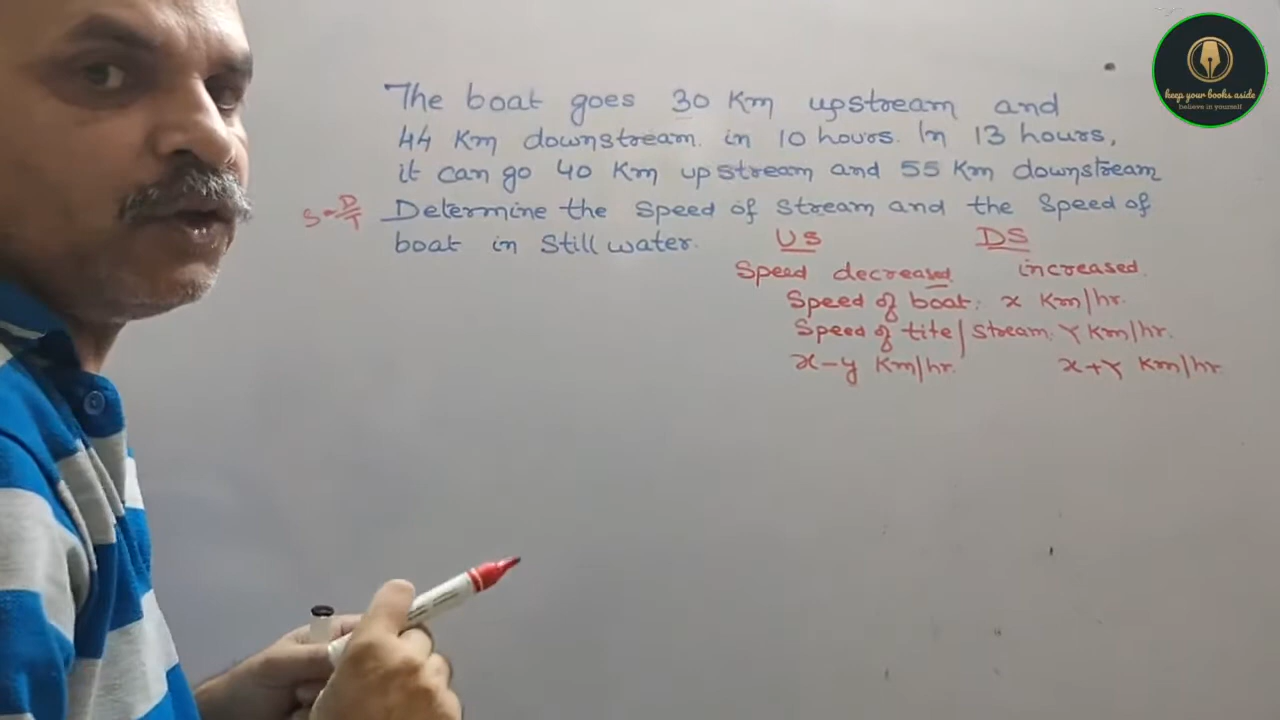 The boat goes 30 Km upstream and
44 Km downstream. in 10 hours. In 13 hours,
it can go 40 Km upstream and 55 Km downstream
S = D/T
Determine the speed of stream and the speed of
boat in still water.
US DS
Speed decreased increased.
Speed of boat: x Km/hr.
Speed of tite/stream: Y Km/hr.
x-y Km/hr. x+Y Km/hr.
keep your books aside
believe in yourself